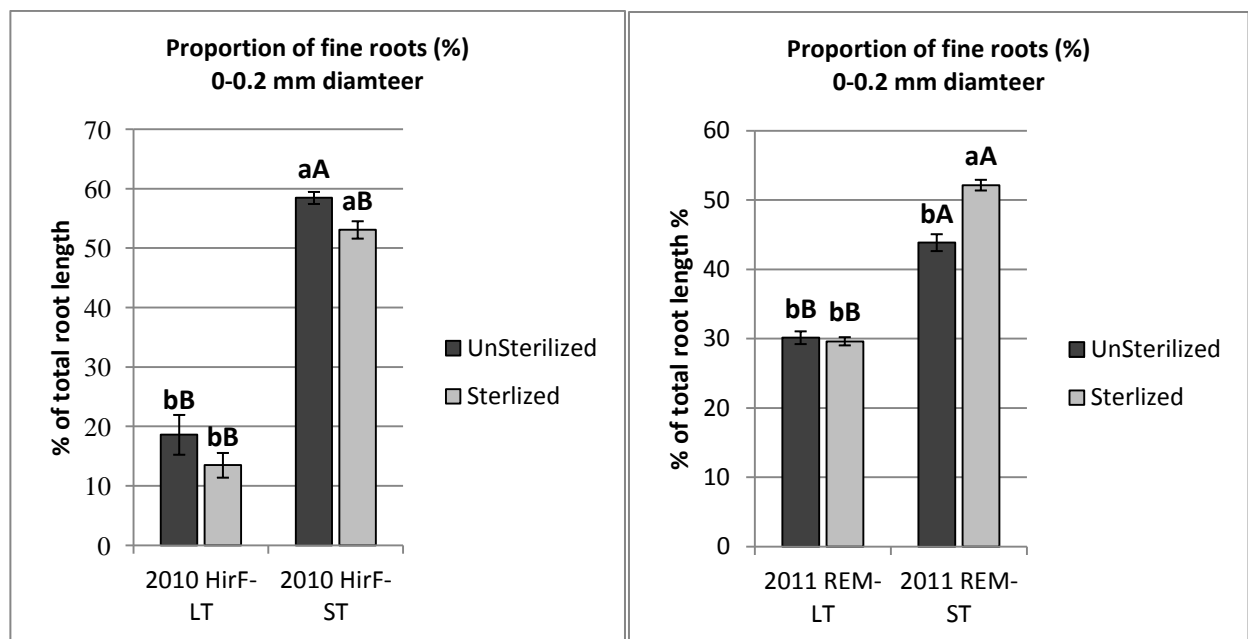 Proportion of fine roots (%)
0-0.2 mm diamteer
% of total root length
70
60
50
40
30
20
10
0
bB
bB
aA
aB
2010 HirF-
LT
2010 HirF-
ST
UnSterilized
Sterlized
Proportion of fine roots (%)
0-0.2 mm diamteer
% of total root length %
60
50
40
30
20
10
0
bB
bB
bA
aA
2011 REM-
LT
2011 REM-
ST
UnSterilized
Sterlized